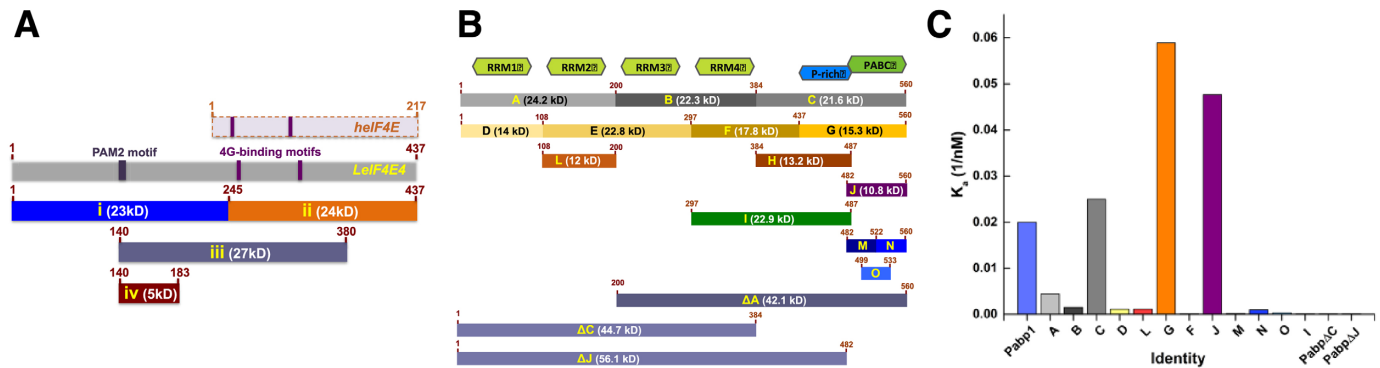 A
1 217
heIF4E
1 PAM2 motif 4G-binding motifs 437
LeIF4E4
1 245 437
i (23kD) ii (24kD)
140 380
iii (27kD)
140 183
iv (5kD)
B
RRM1 RRM2 RRM3 RRM4 P-rich PABC
1 200 384 560
A (24.2 kD) B (22.3 kD) C (21.6 kD)
1 108 297 437 560
D (14 kD) E (22.8 kD) F (17.8 kD) G (15.3 kD)
108 200 384 487
L (12 kD) H (13.2 kD)
482 560
J (10.8 kD)
297 487
I (22.9 kD)
482 522 560
M N
499 533
O
200 560
ΔA (42.1 kD)
1 384
ΔC (44.7 kD)
1 482
ΔJ (56.1 kD)
C
Ka (1/nM)
0.06
0.05
0.04
0.03
0.02
0.01
0.00
Pabp1 A B C D L G F J M N O I PabpΔC PabpΔJ
Identity